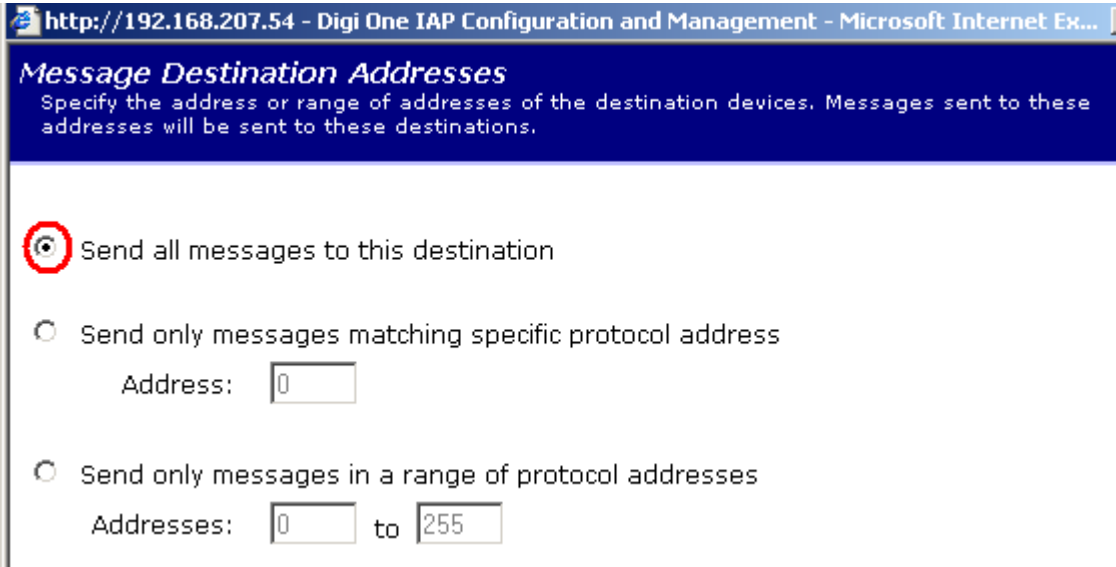 http://192.168.207.54 - Digi One IAP Configuration and Management - Microsoft Internet Ex...
Message Destination Addresses
Specify the address or range of addresses of the destination devices. Messages sent to these
addresses will be sent to these destinations.
Send all messages to this destination
Send only messages matching specific protocol address
Address: 0
Send only messages in a range of protocol addresses
Addresses: 0 to 255